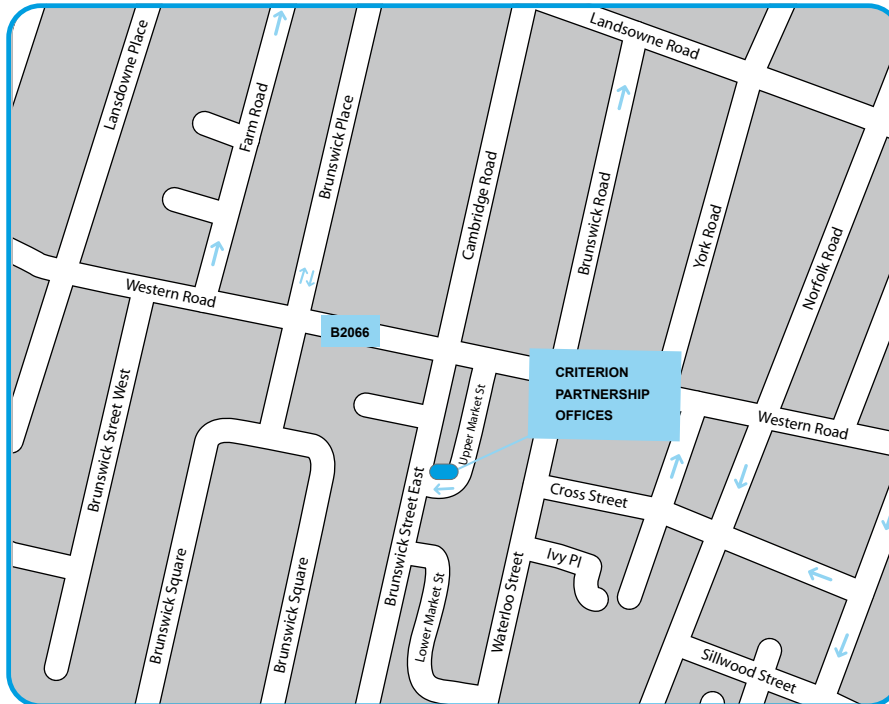 Landsowne Road
Lansdowne Place
Farm Road
Brunswick Place
Cambridge Road
Brunswick Road
York Road
Norfolk Road
Western Road
B2066
CRITERION
PARTNERSHIP
OFFICES
Western Road
Brunswick Street West
Upper Market St
Brunswick Street East
Cross Street
Ivy Pl
Brunswick Square
Brunswick Square
Lower Market St
Waterloo Street
Sillwood Street